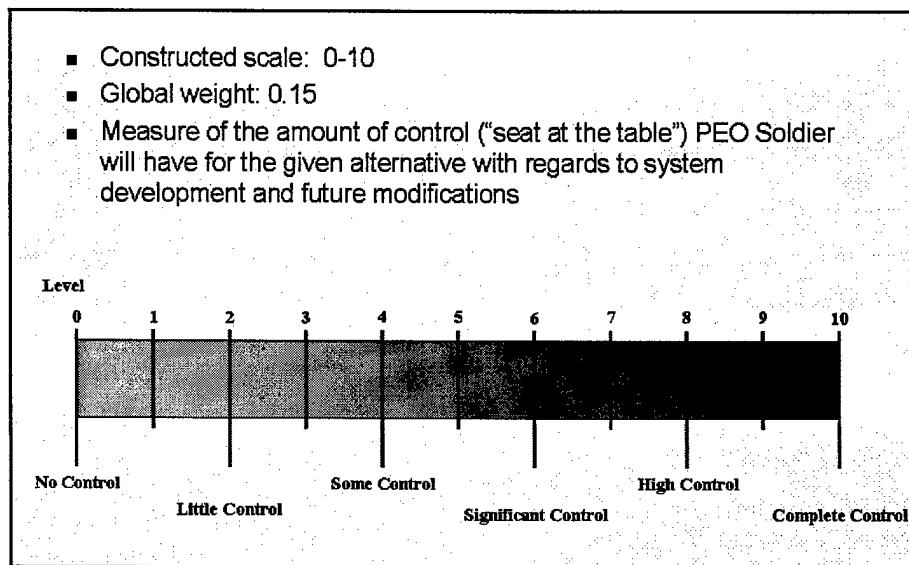 ▪ Constructed scale: 0-10
▪ Global weight: 0.15
▪ Measure of the amount of control ("seat at the table") PEO Soldier
will have for the given alternative with regards to system
development and future modifications
Level
0 1 2 3 4 5 6 7 8 9 10
No Control Some Control High Control
Little Control Significant Control Complete Control